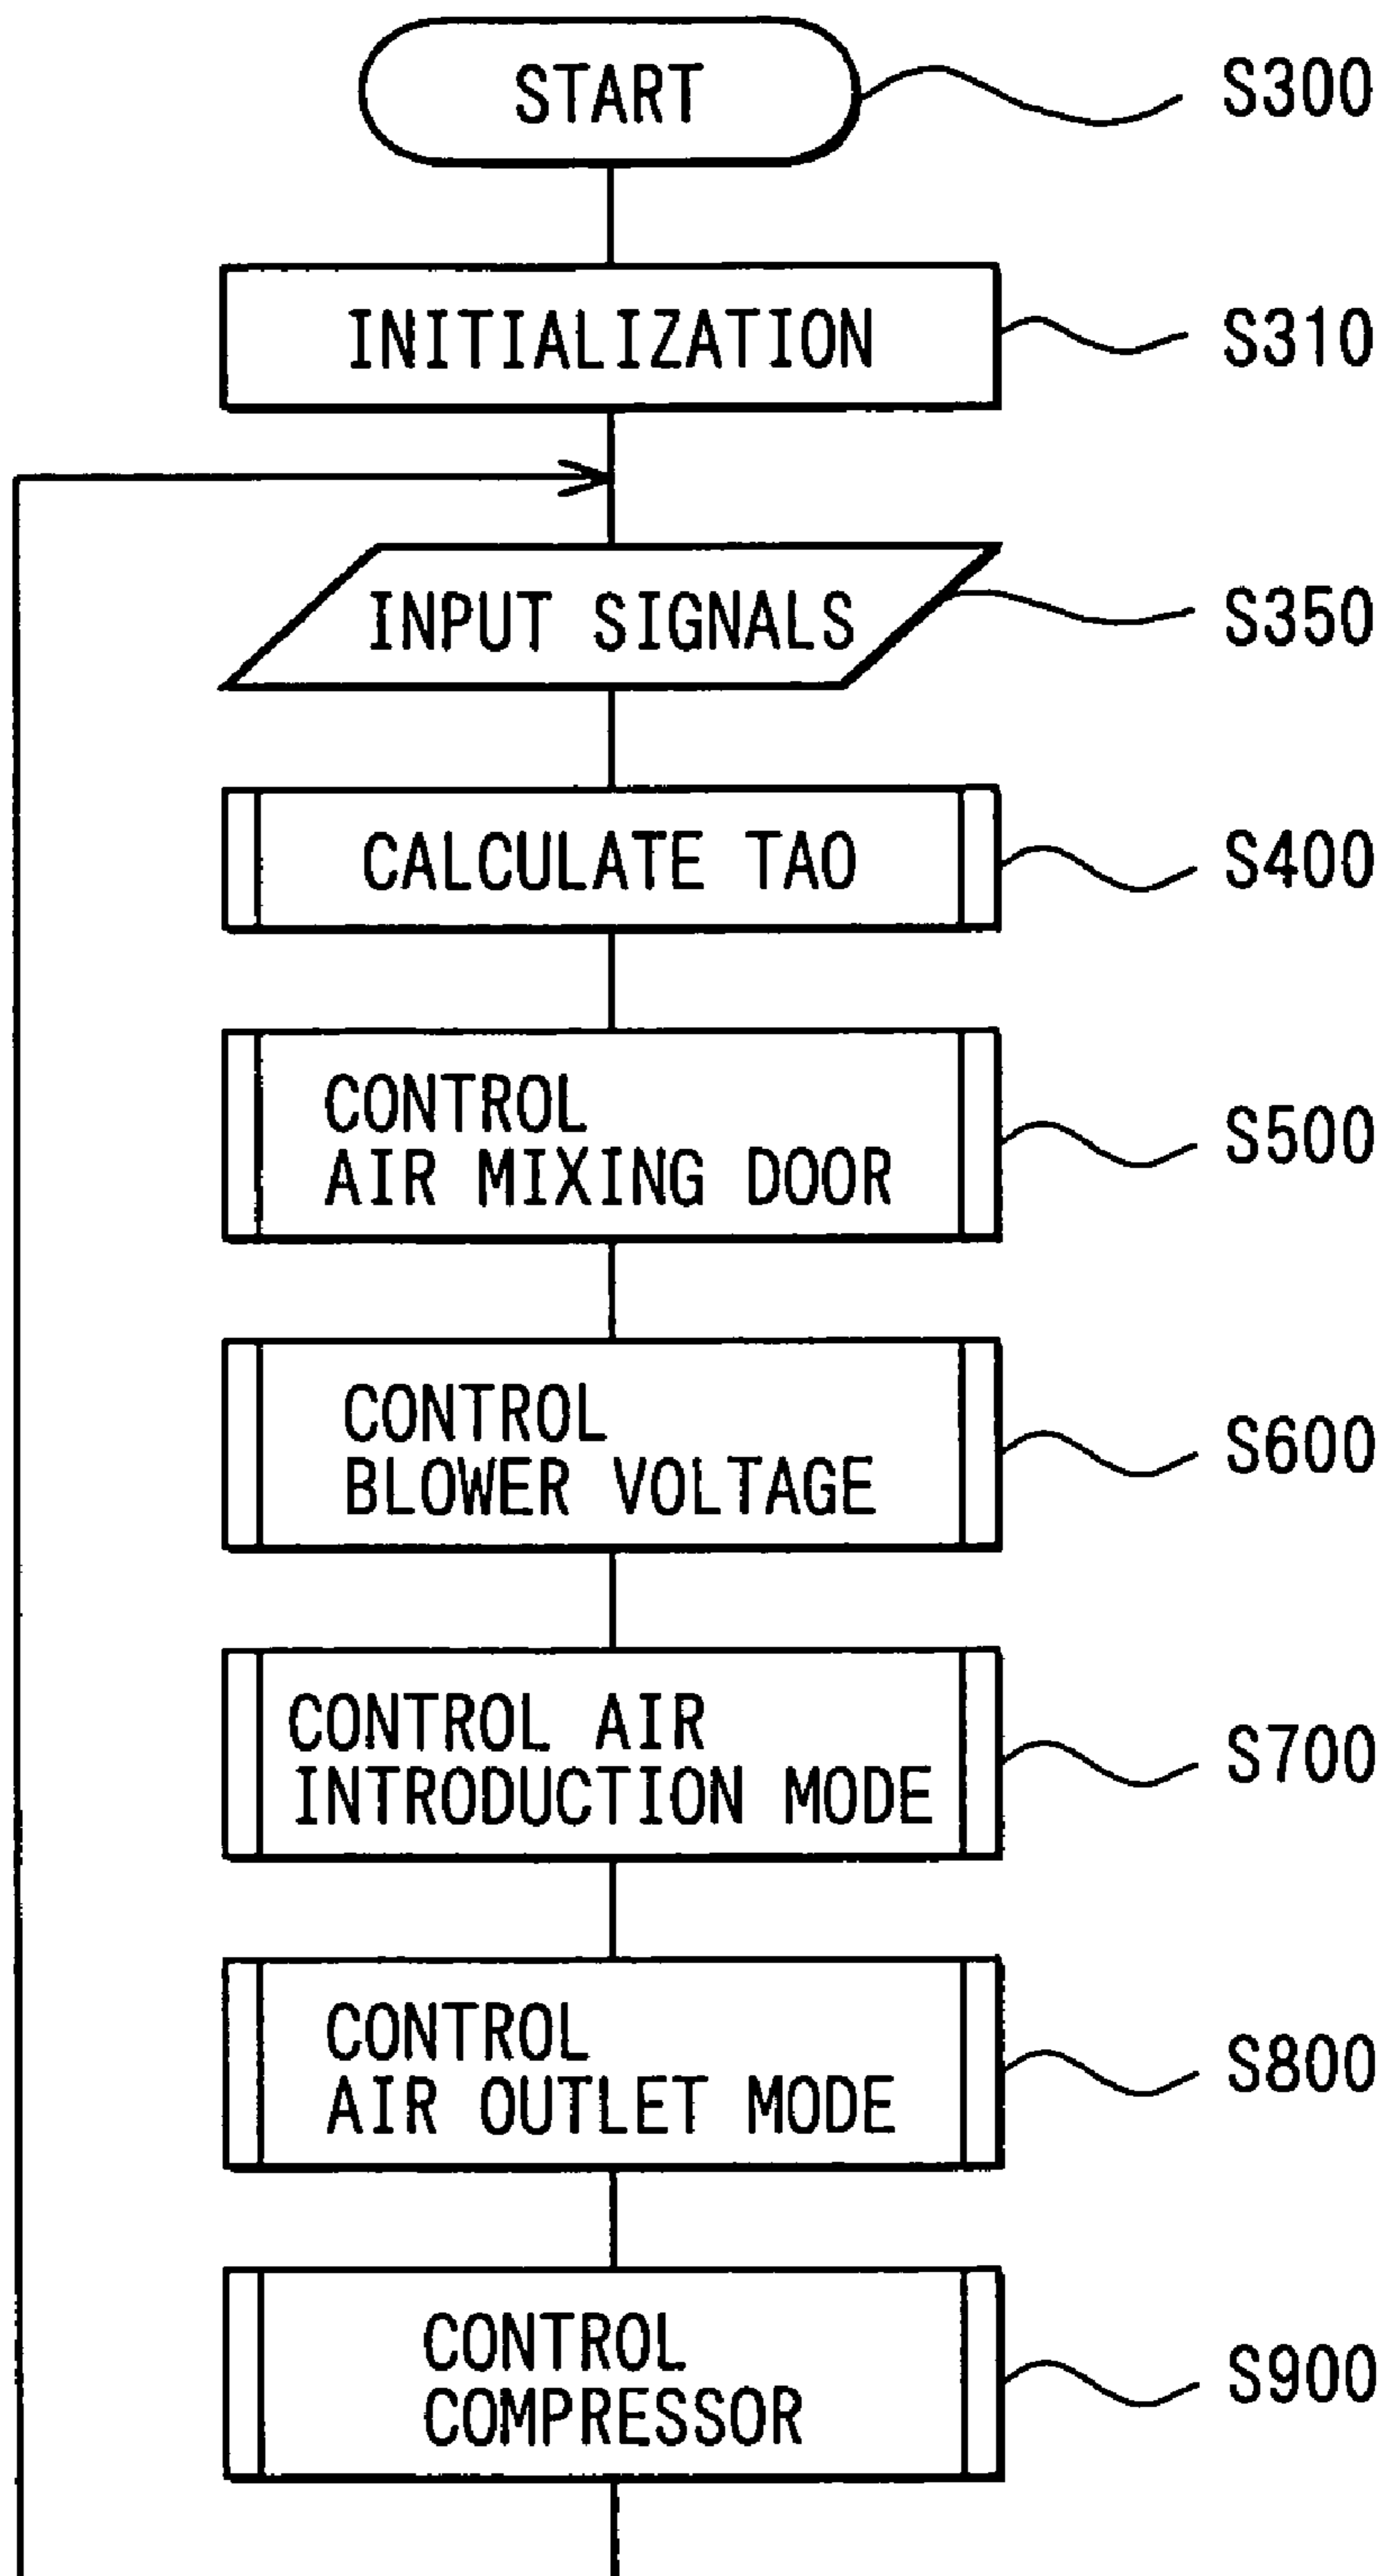 START
S300
INITIALIZATION
S310
INPUT SIGNALS
S350
CALCULATE TAO
S400
CONTROL
AIR MIXING DOOR
S500
CONTROL
BLOWER VOLTAGE
S600
CONTROL AIR
INTRODUCTION MODE
S700
CONTROL
AIR OUTLET MODE
S800
CONTROL
COMPRESSOR
S900